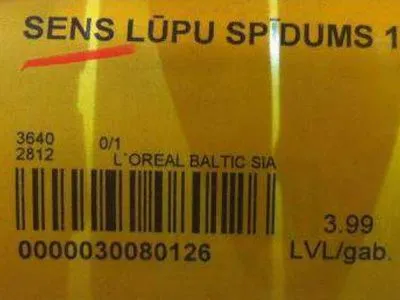 SENS LŪPU SPĪDUMS 1
3640 0/1
2812
L`OREAL BALTIC SIA
3.99
0000030080126 LVL/gab.